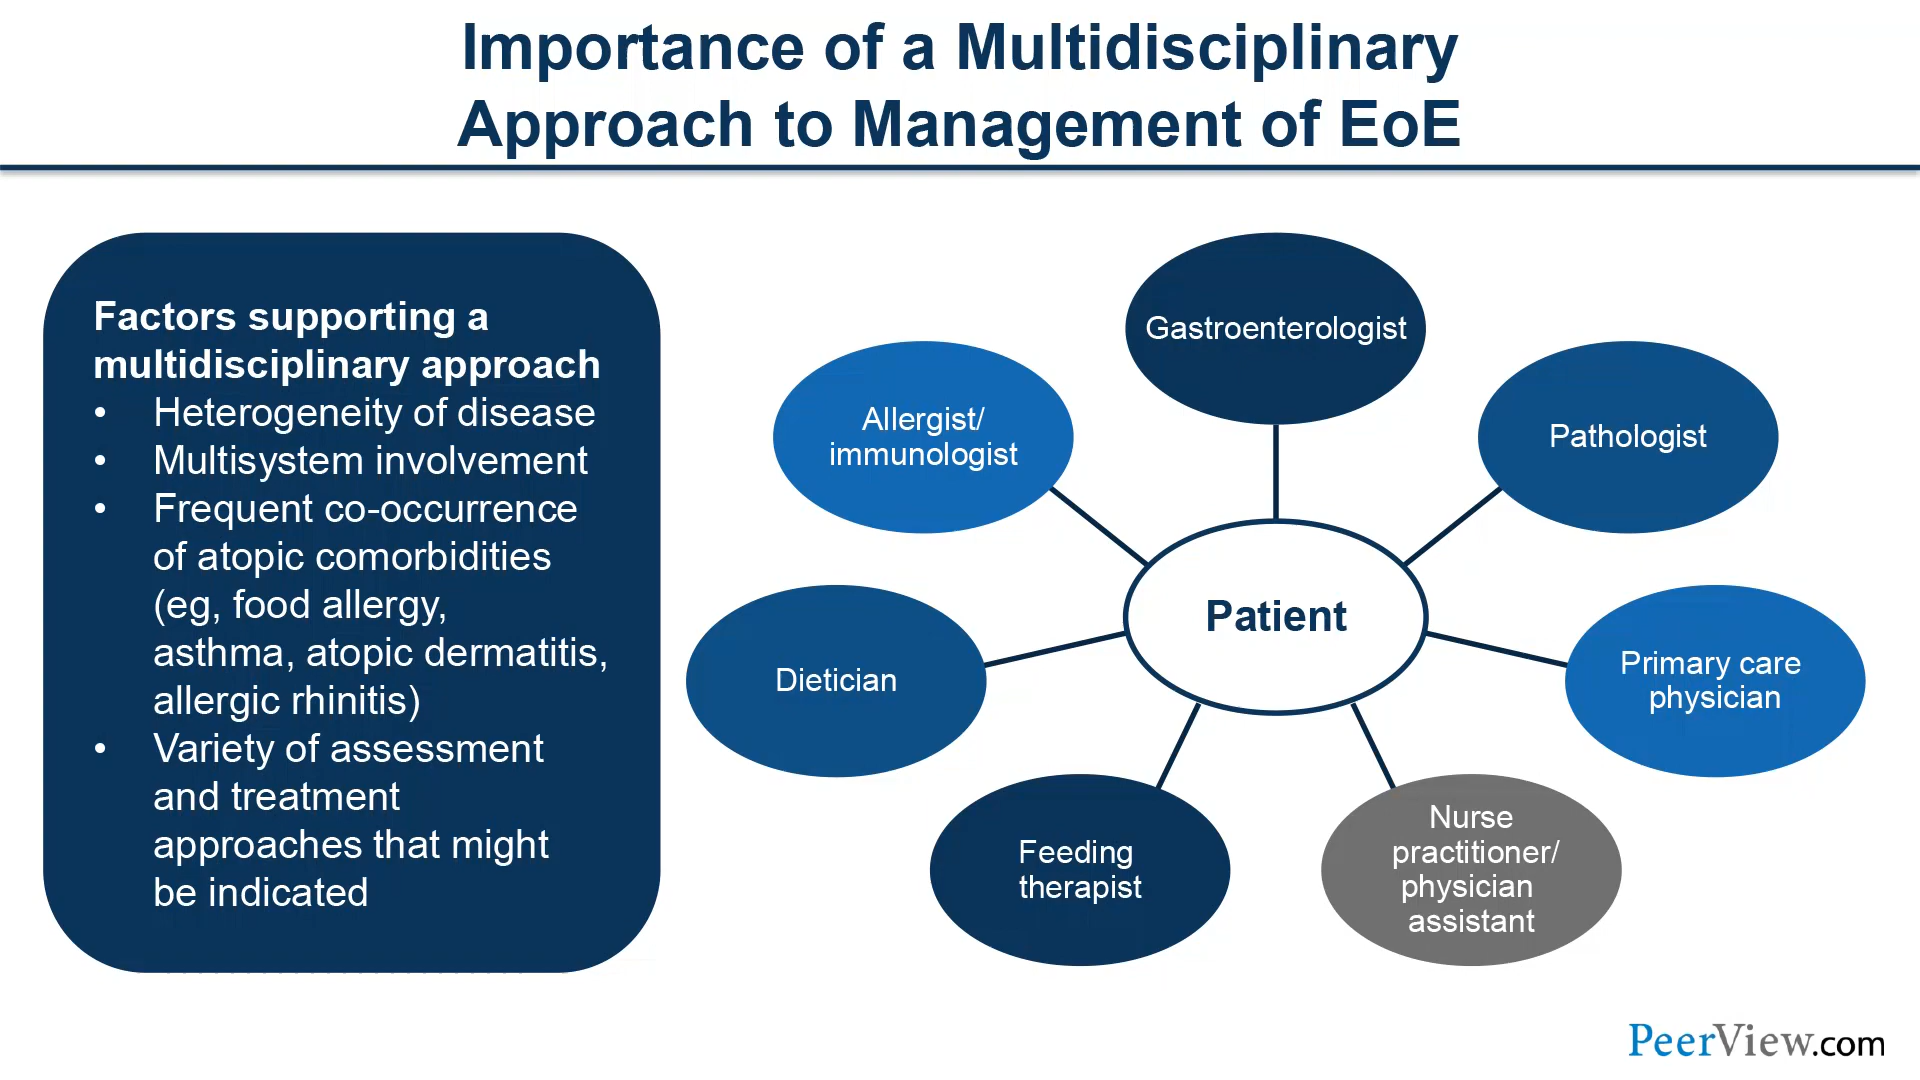 Importance of a Multidisciplinary
Approach to Management of EoE
Factors supporting a
multidisciplinary approach
• Heterogeneity of disease
• Multisystem involvement
• Frequent co-occurrence
of atopic comorbidities
(eg, food allergy,
asthma, atopic dermatitis,
allergic rhinitis)
• Variety of assessment
and treatment
approaches that might
be indicated
Gastroenterologist
Allergist/
immunologist
Pathologist
Patient
Dietician
Primary care
physician
Feeding
therapist
Nurse
practitioner/
physician
assistant
PeerView.com